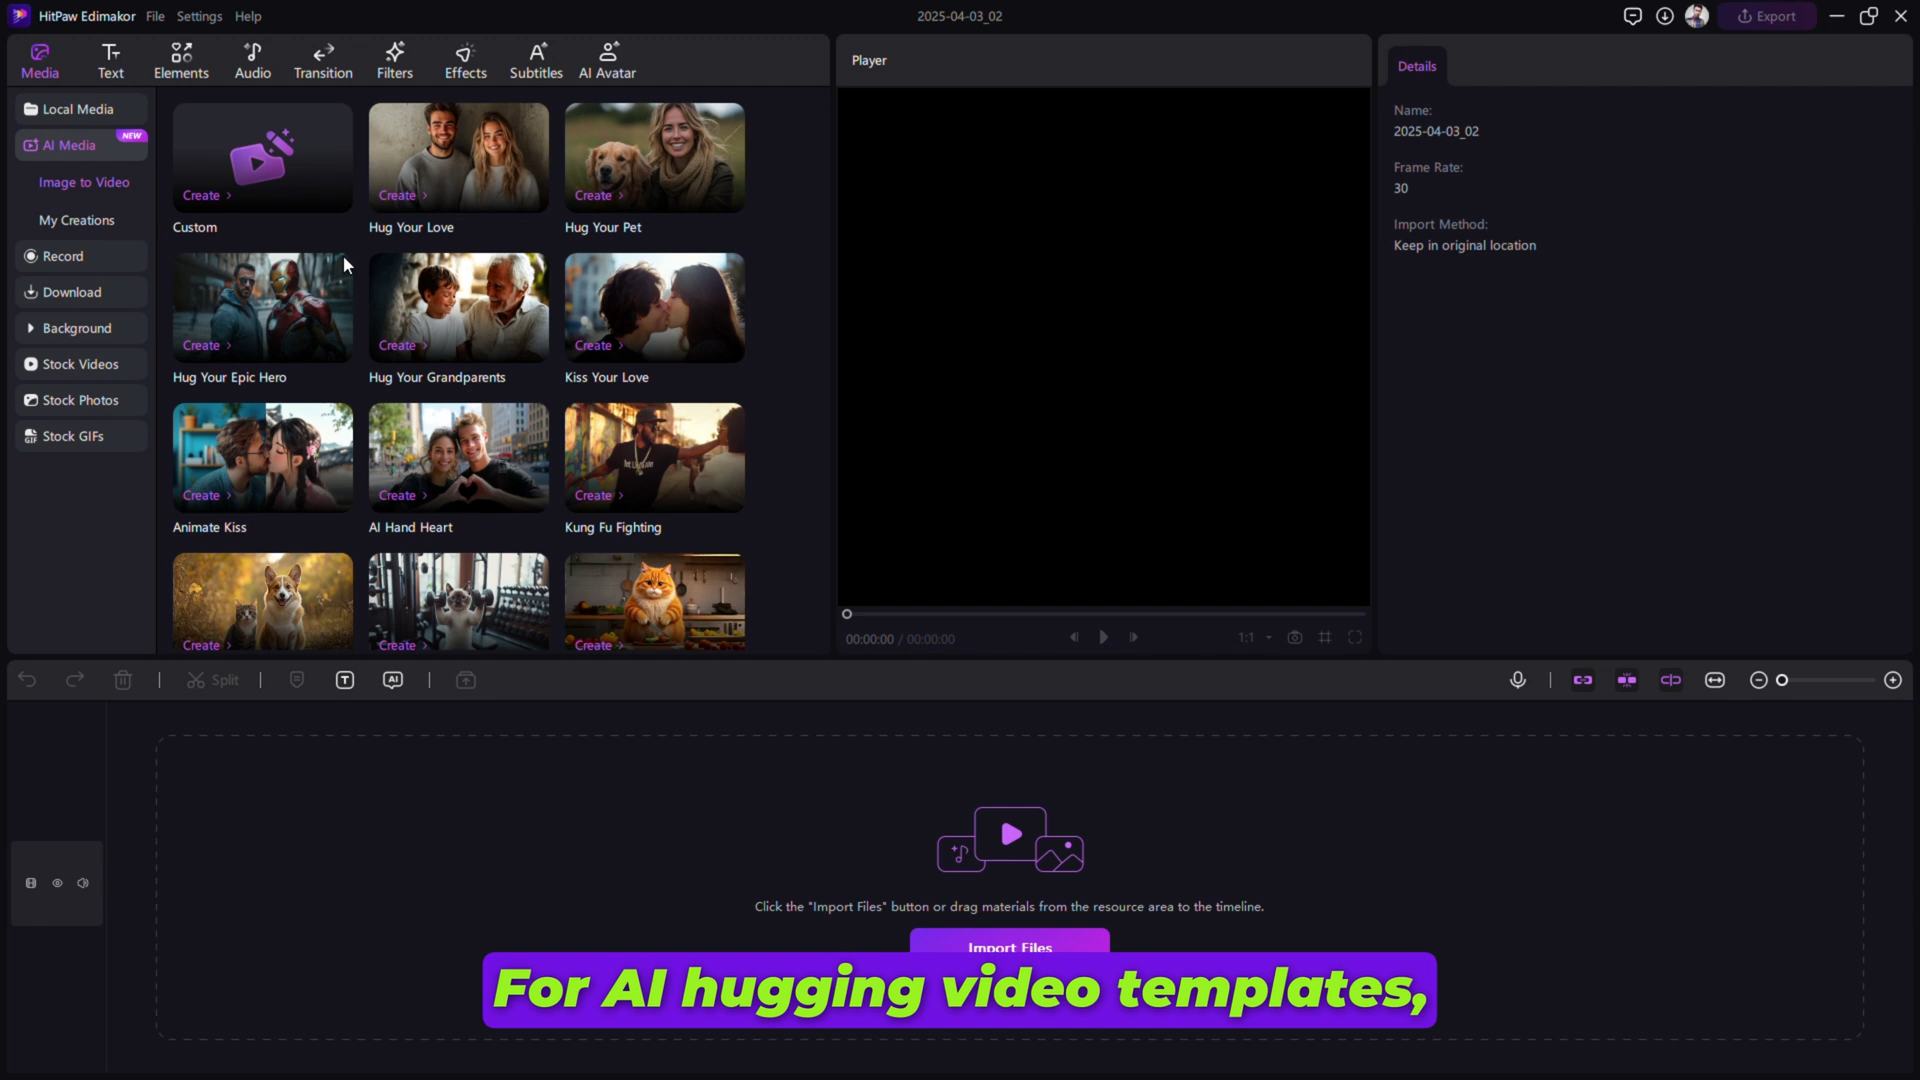 HitPaw Edimakor File Settings Help
2025-04-03_02
Export
Media
Text
Elements
Audio
Transition
Filters
Effects
Subtitles
AI Avatar
Local Media
AI Media
NEW
Image to Video
My Creations
Record
Download
Background
Stock Videos
Stock Photos
GIF
Stock GIFs
Create
Custom
Create
Hug Your Love
Create
Hug Your Pet
Create
Hug Your Epic Hero
Create
Hug Your Grandparents
Create
Kiss Your Love
Create
Animate Kiss
Create
AI Hand Heart
Create
Kung Fu Fighting
Create
Create
Create
Player
00:00:00 / 00:00:00
1:1
Details
Name:
2025-04-03_02
Frame Rate:
30
Import Method:
Keep in original location
Split
T
AI
Click the "Import Files" button or drag materials from the resource area to the timeline.
Import Files
For AI hugging video templates,